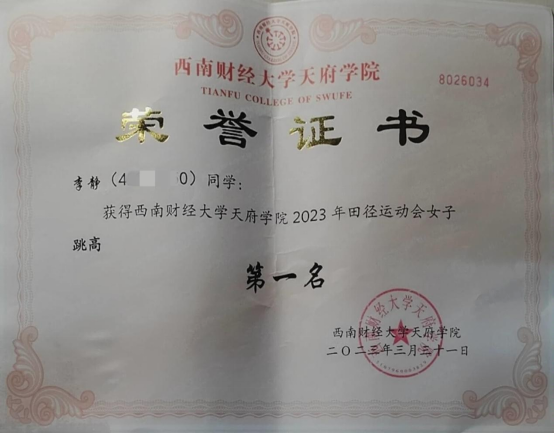 西南财经大学天府学院
TIANFU COLLEGE OF SWUFE
8026034
荣誉证书
李静(4 0)同学:
获得西南财经大学天府学院2023年田径运动会女子
跳高
第一名
西南财经大学天府学院
二〇二三年三月二十一日